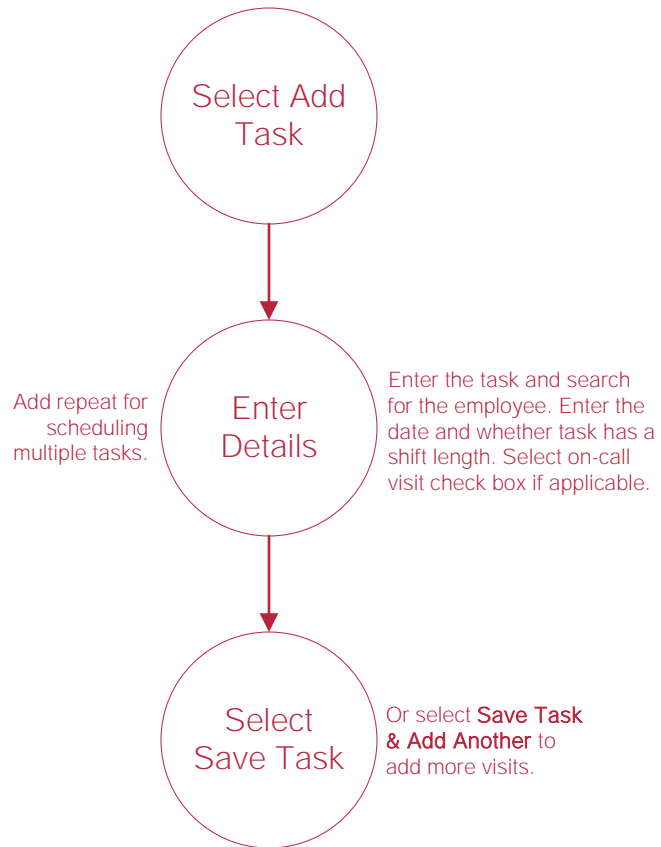 Select Add
Task
Add repeat for
scheduling
multiple tasks.
Enter
Details
Enter the task and search
for the employee. Enter the
date and whether task has a
shift length. Select on-call
visit check box if applicable.
Select
Save Task
Or select Save Task
& Add Another to
add more visits.